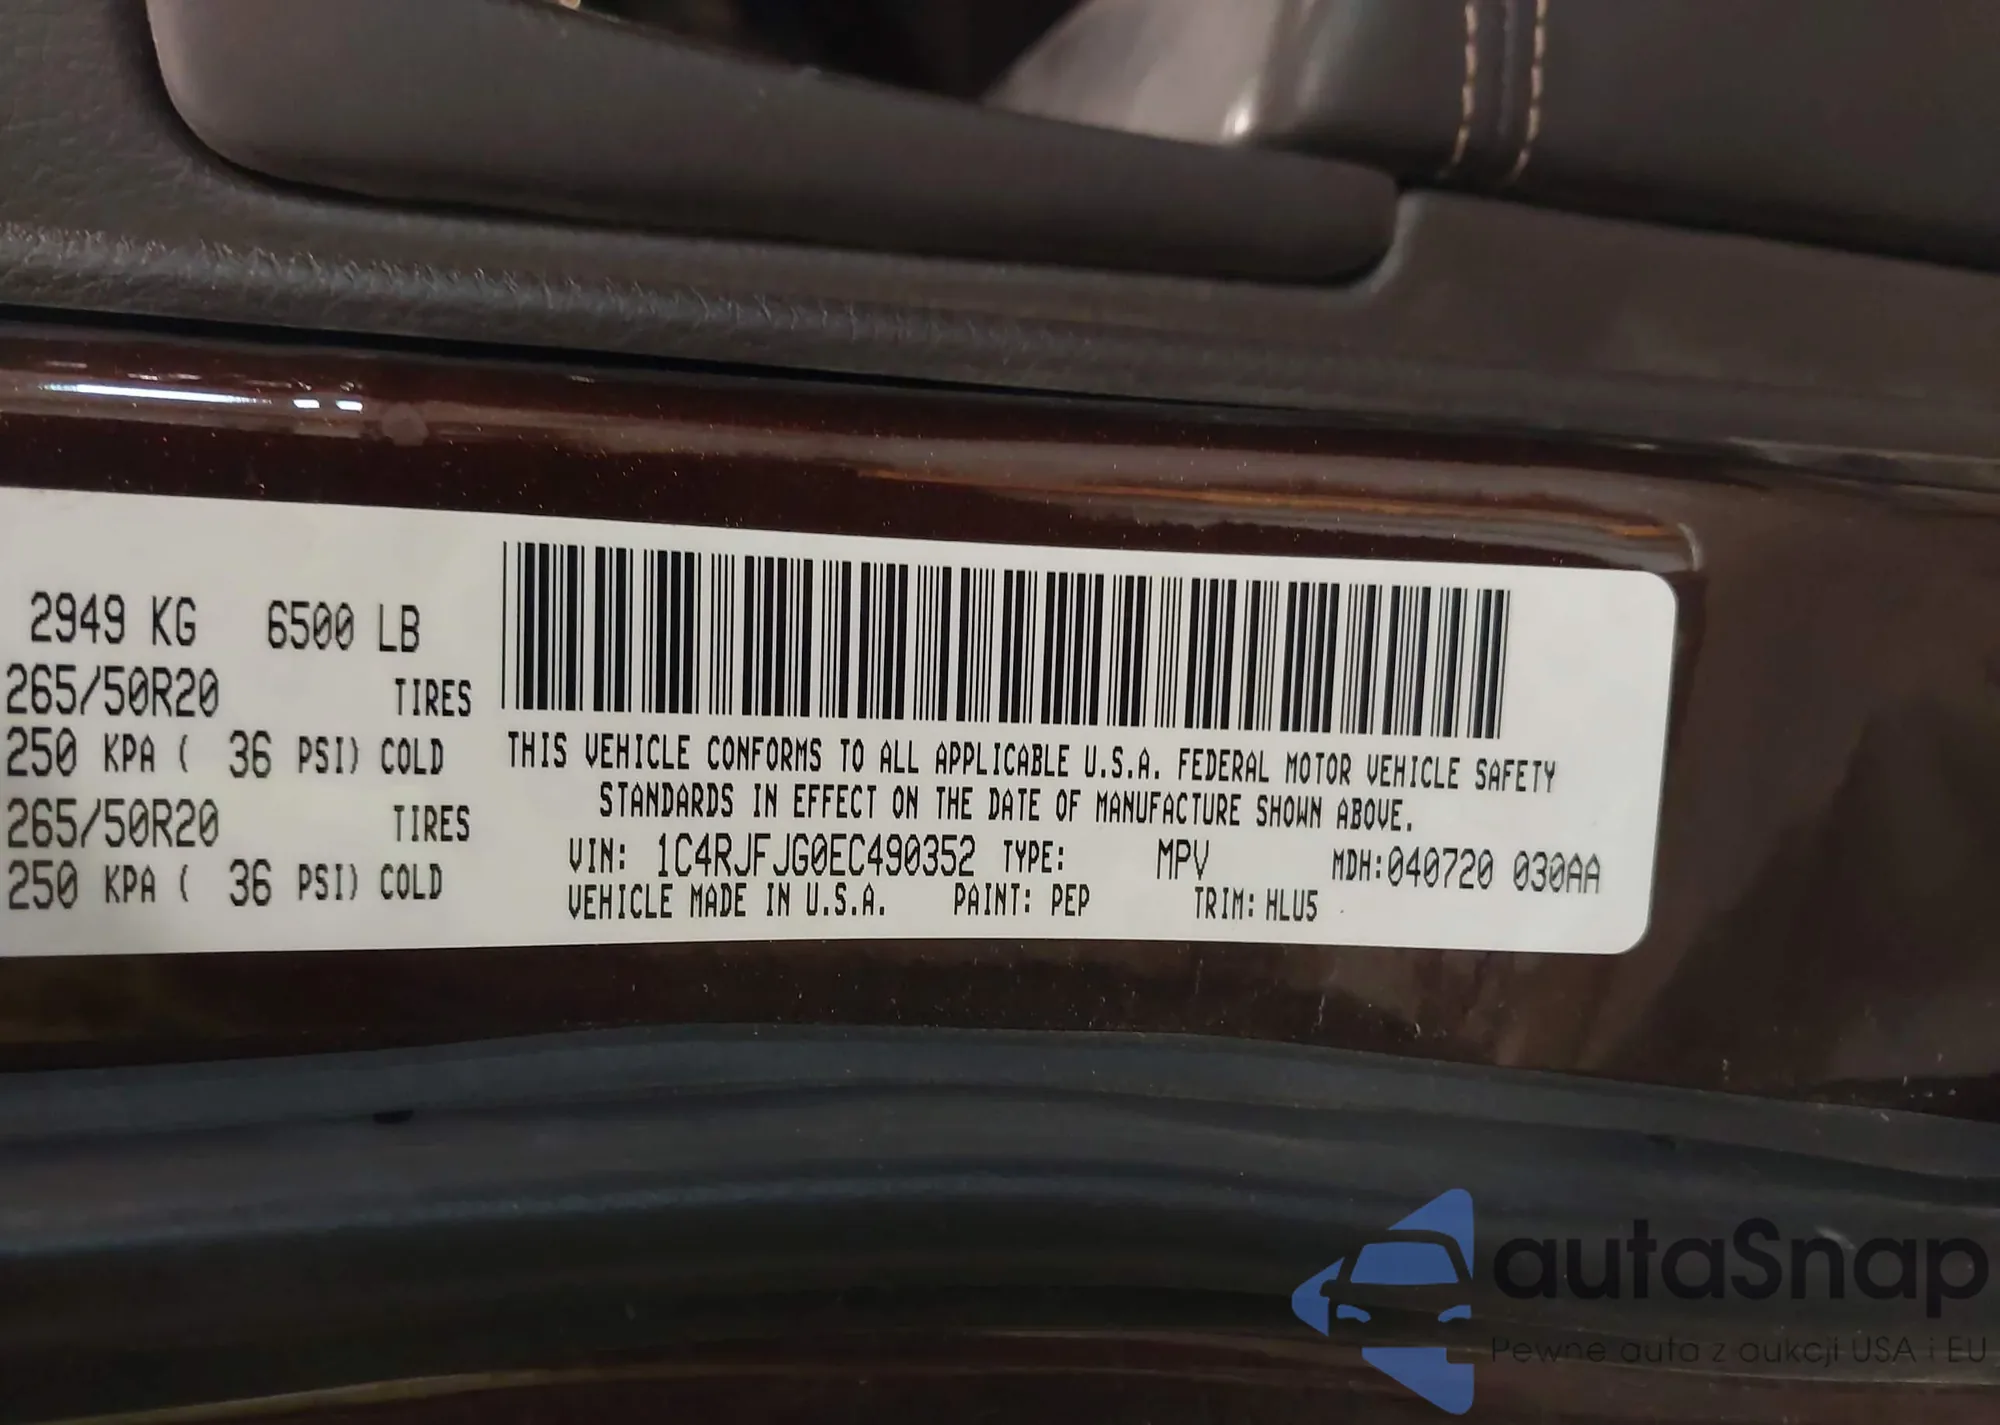 2949 KG 6500 LB
265/50R20 TIRES
250 KPA ( 36 PSI) COLD
265/50R20 TIRES
250 KPA ( 36 PSI) COLD
THIS VEHICLE CONFORMS TO ALL APPLICABLE U.S.A. FEDERAL MOTOR VEHICLE SAFETY
STANDARDS IN EFFECT ON THE DATE OF MANUFACTURE SHOWN ABOVE.
VIN: 1C4RJFJG0EC490352 TYPE: MPV MDH:040720 030AA
VEHICLE MADE IN U.S.A. PAINT: PEP TRIM: HLU5
autaSnap
Pewne auta z aukcji USA i EU